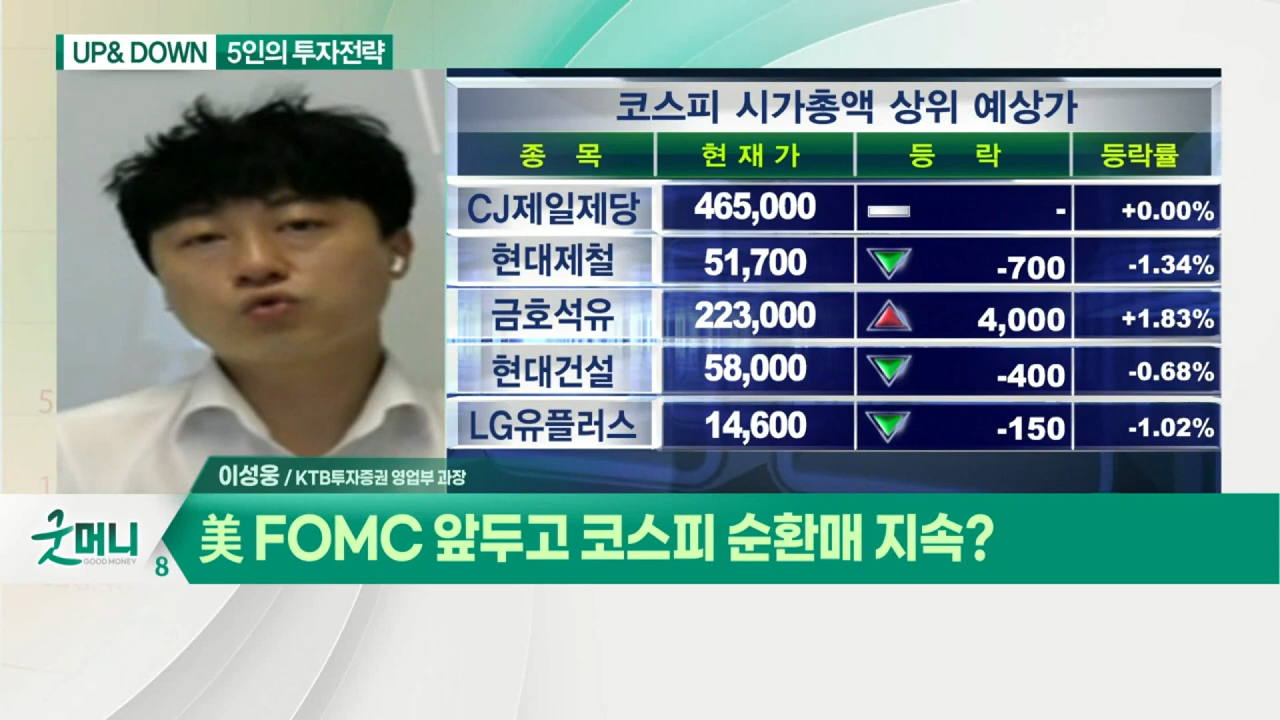 UP& DOWN 5인의 투자전략
코스피 시가총액 상위 예상가
종 목 현 재 가 등 락 등락률
CJ제일제당 465,000 - +0.00%
현대제철 51,700 -700 -1.34%
금호석유 223,000 4,000 +1.83%
현대건설 58,000 -400 -0.68%
LG유플러스 14,600 -150 -1.02%
이성웅 / KTB투자증권 영업부 과장
굿머니
GOOD MONEY
8
美 FOMC 앞두고 코스피 순환매 지속?